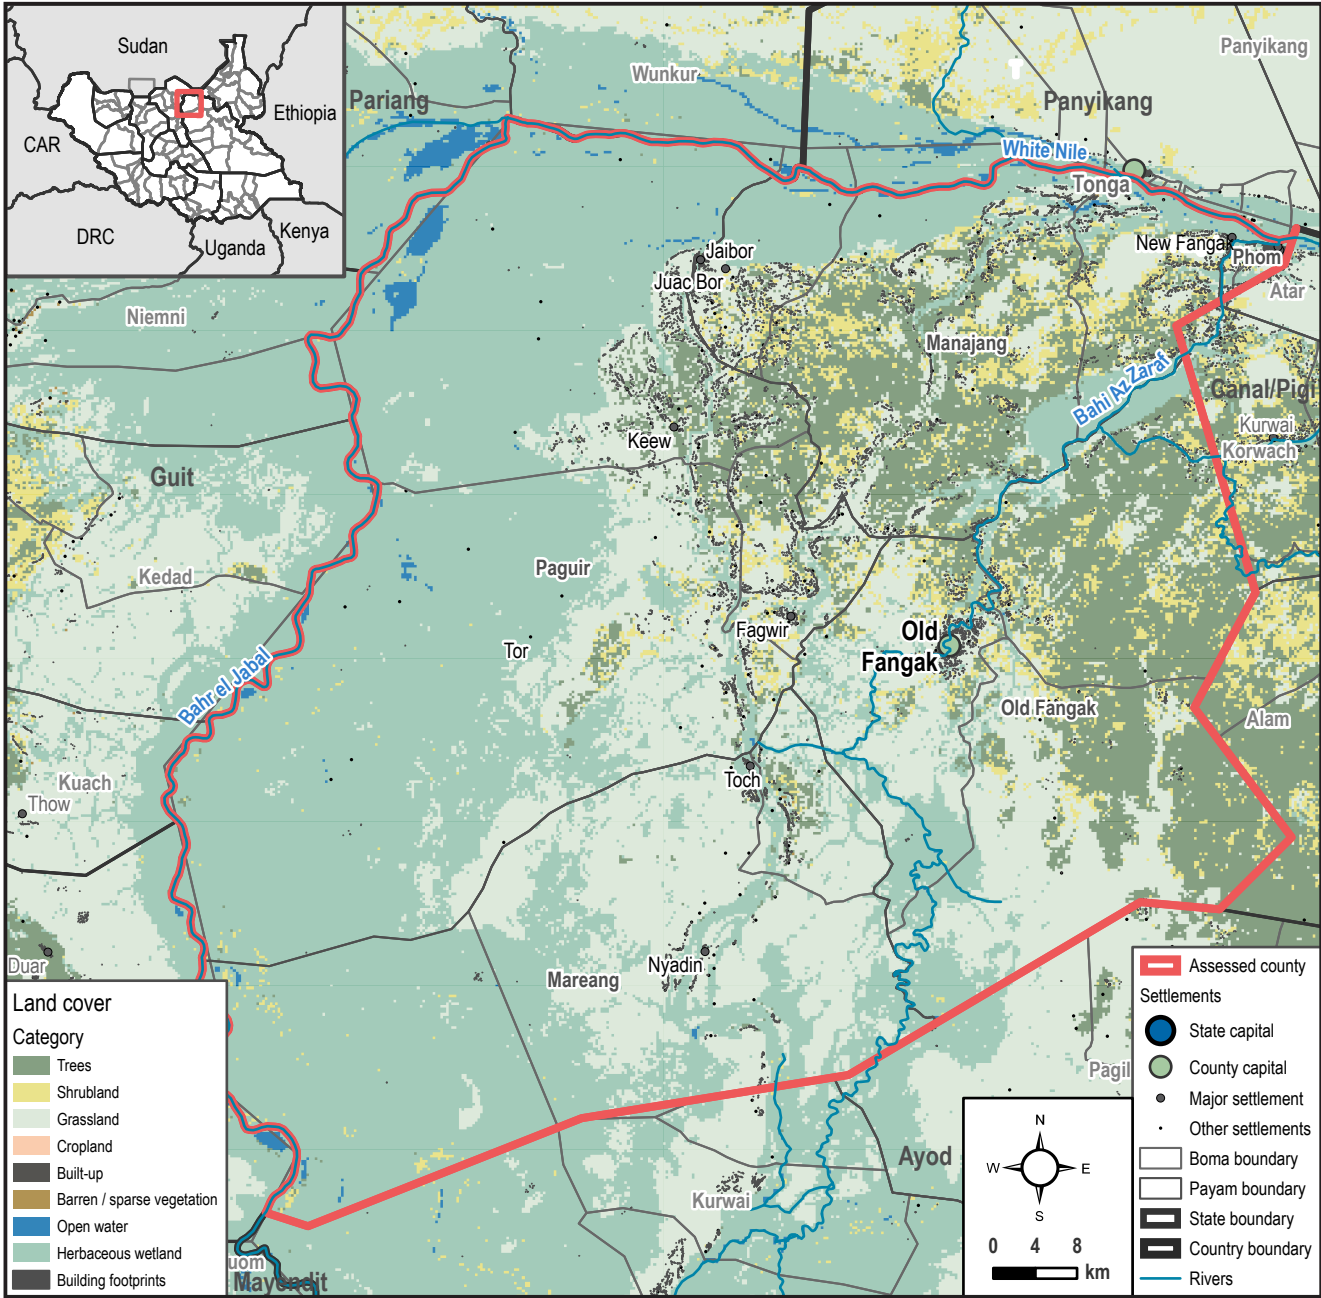 Sudan
Ethiopia
CAR
DRC
Uganda
Kenya
Pariang
Wunkur
Panyikang
Panyikang
White Nile
Tonga
New Fangak
Phom
Atar
Jaibor
Juac Bor
Niemni
Manajang
Bahi Az Zaraf
Canal/Pigi
Kurwai
Korwach
Keew
Guit
Kedad
Paguir
Tor
Fagwir
Old
Fangak
Old Fangak
Alam
Bahr el Jabal
Kuach
Thow
Toch
Duar
Nyadin
Mareang
Pagil
Ayod
Kurwai
uom
Mayendit
Land cover
Category
Trees
Shrubland
Grassland
Cropland
Built-up
Barren / sparse vegetation
Open water
Herbaceous wetland
Building footprints
N
W
E
S
0 4 8
km
Assessed county
Settlements
State capital
County capital
Major settlement
Other settlements
Boma boundary
Payam boundary
State boundary
Country boundary
Rivers